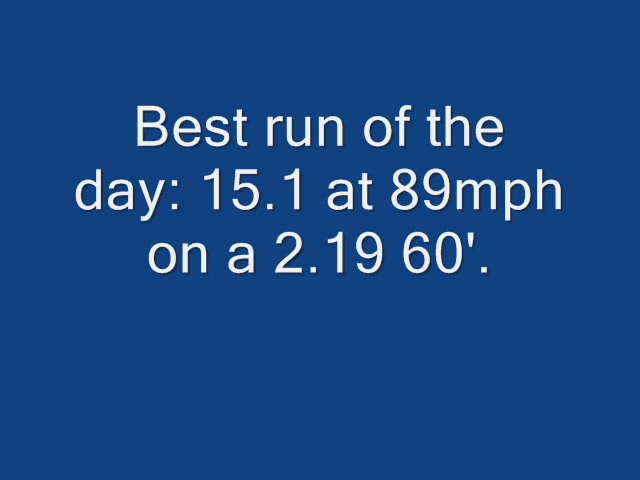 Best run of the
day: 15.1 at 89mph
on a 2.19 60'.